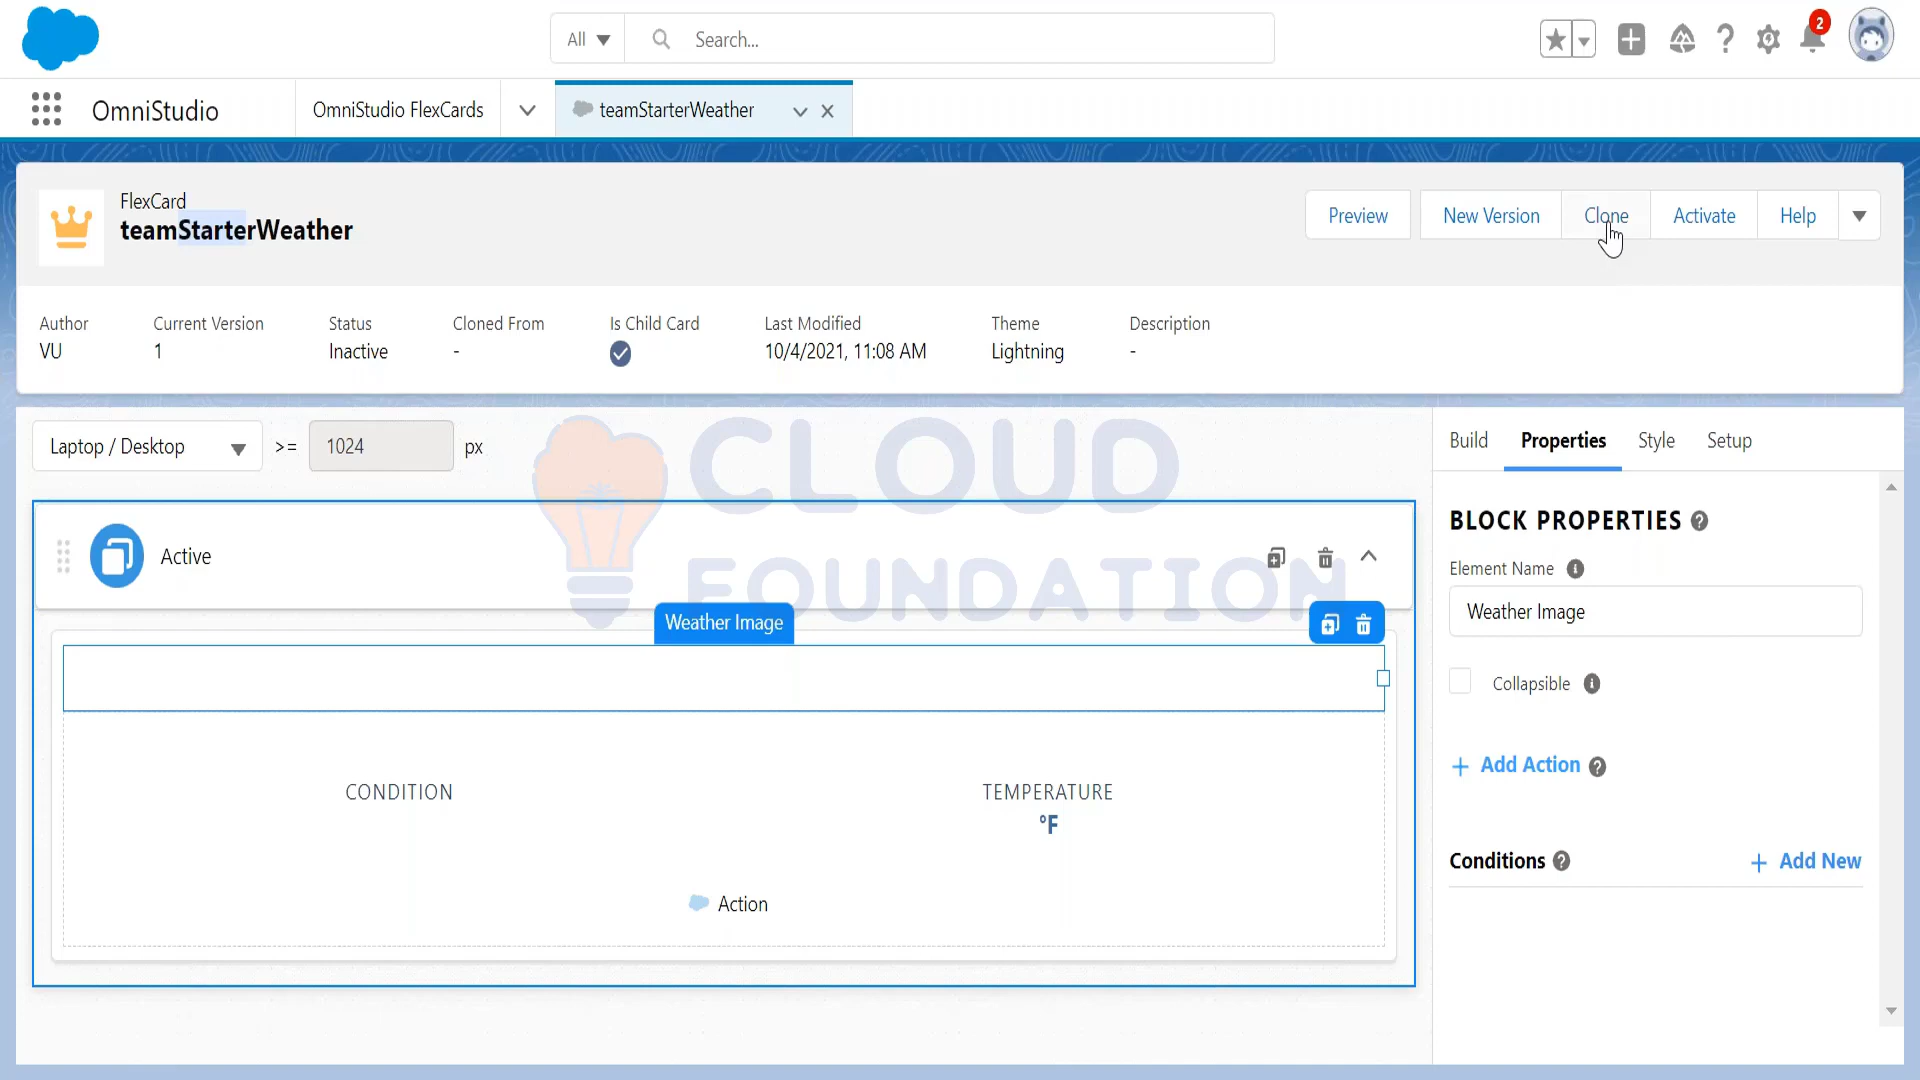 All
Search...
2
OmniStudio
OmniStudio FlexCards
teamStarterWeather
FlexCard
teamStarterWeather
Preview
New Version
Clone
Activate
Help
Author
VU
Current Version
1
Status
Inactive
Cloned From
-
Is Child Card
Last Modified
10/4/2021, 11:08 AM
Theme
Lightning
Description
-
Laptop / Desktop
>=
1024
px
CLOUD
FOUNDATION
Active
Weather Image
CONDITION
TEMPERATURE
°F
Action
Build
Properties
Style
Setup
BLOCK PROPERTIES
Element Name
Weather Image
Collapsible
+ Add Action
Conditions
+ Add New